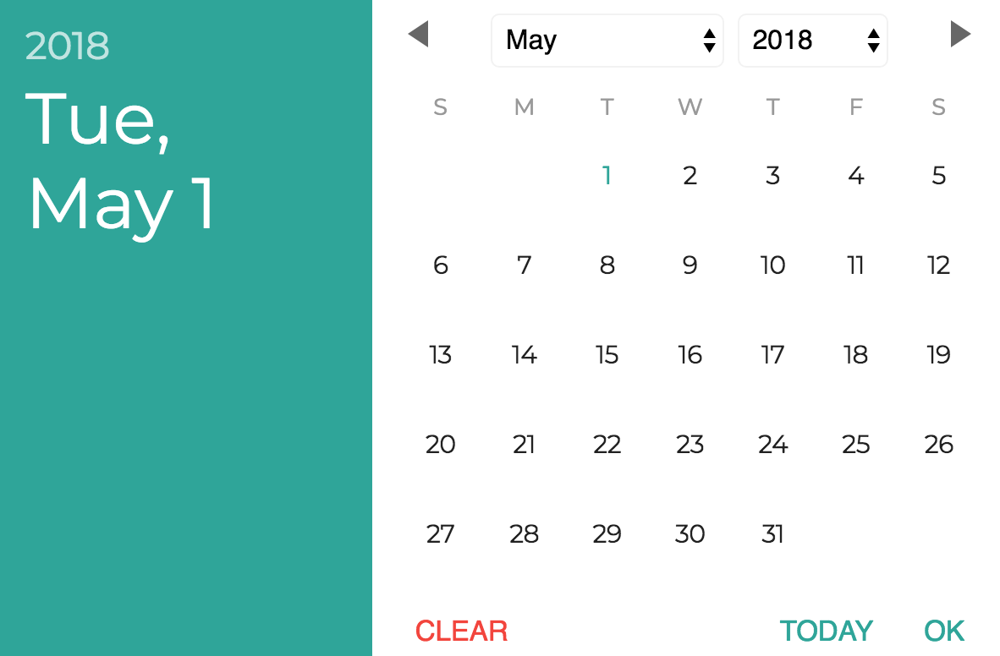 2018
Tue,
May 1
May 2018
S M T W T F S
1 2 3 4 5
6 7 8 9 10 11 12
13 14 15 16 17 18 19
20 21 22 23 24 25 26
27 28 29 30 31
CLEAR TODAY OK